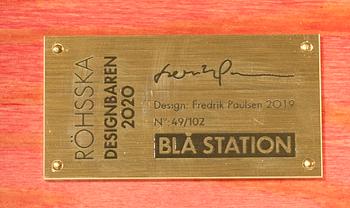 RÖHSSKA
DESIGNBAREN
2020
Design: Fredrik Paulsen 2019
N°: 49/102
BLÅ STATION